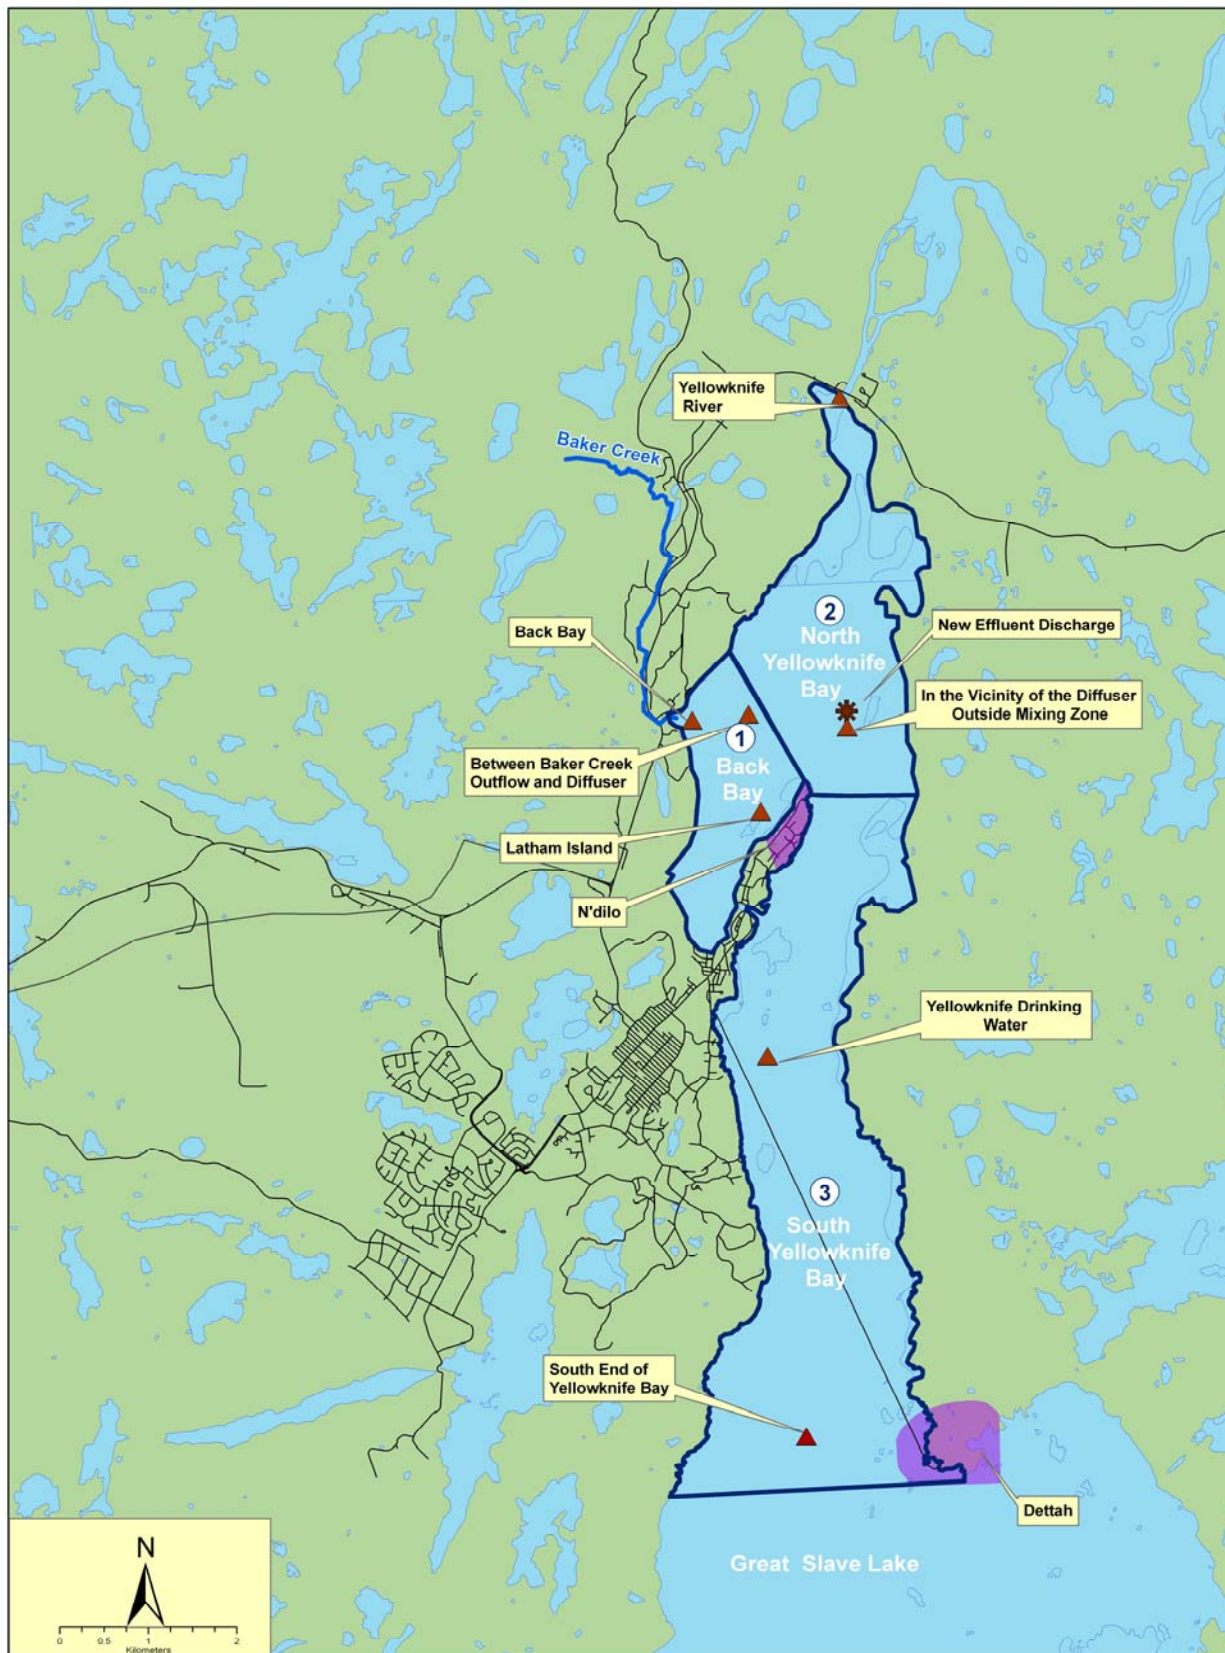 Yellowknife
River
Baker Creek
2
North
Yellowknife
Bay
New Effluent Discharge
Back Bay
In the Vicinity of the Diffuser
Outside Mixing Zone
1
Back
Bay
Between Baker Creek
Outflow and Diffuser
Latham Island
N'dilo
Yellowknife Drinking
Water
3
South
Yellowknife
Bay
South End of
Yellowknife Bay
Dettah
Great Slave Lake
N
0 0.5 1 2
Kilometers